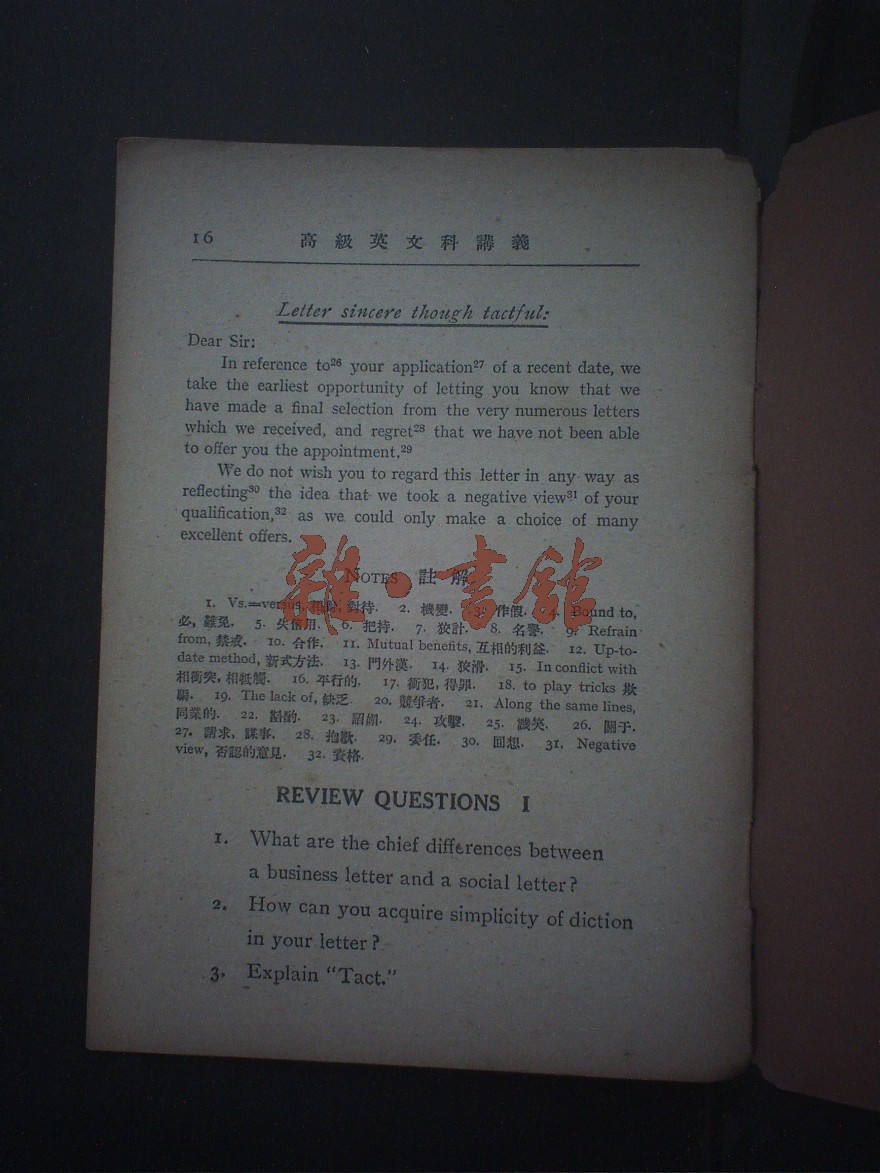 16 高級英文科講義
Letter sincere though tactful:
Dear Sir:
In reference to²⁶ your application²⁷ of a recent date, we
take the earliest opportunity of letting you know that we
have made a final selection from the very numerous letters
which we received, and regret²⁸ that we have not been able
to offer you the appointment.²⁹
We do not wish you to regard this letter in any way as
reflecting³⁰ the idea that we took a negative view³¹ of your
qualification,³² as we could only make a choice of many
excellent offers.
雜·書館
NOTES 註解
1. Vs.=versus, 對待. 2. 機變. 3. 作假. 4. Bound to,
必, 難免. 5. 失信用. 6. 把持. 7. 狡計. 8. 名譽. 9. Refrain
from, 禁戒. 10. 合作. 11. Mutual benefits, 互相的利益. 12. Up-to-
date method, 新式方法. 13. 門外漢. 14. 狡滑. 15. In conflict with
相衝突, 相牴觸. 16. 平行的. 17. 衝犯, 得罪. 18. to play tricks 欺
騙. 19. The lack of, 缺乏. 20. 競爭者. 21. Along the same lines,
同業的. 22. 23. 24. 攻擊. 25. 譏笑. 26. 關于.
27. 請求, 謀事. 28. 抱歉. 29. 委任. 30. 回想. 31. Negative
view, 否認的意見. 32. 資格.
REVIEW QUESTIONS I
1. What are the chief differences between
a business letter and a social letter?
2. How can you acquire simplicity of diction
in your letter?
3. Explain "Tact."